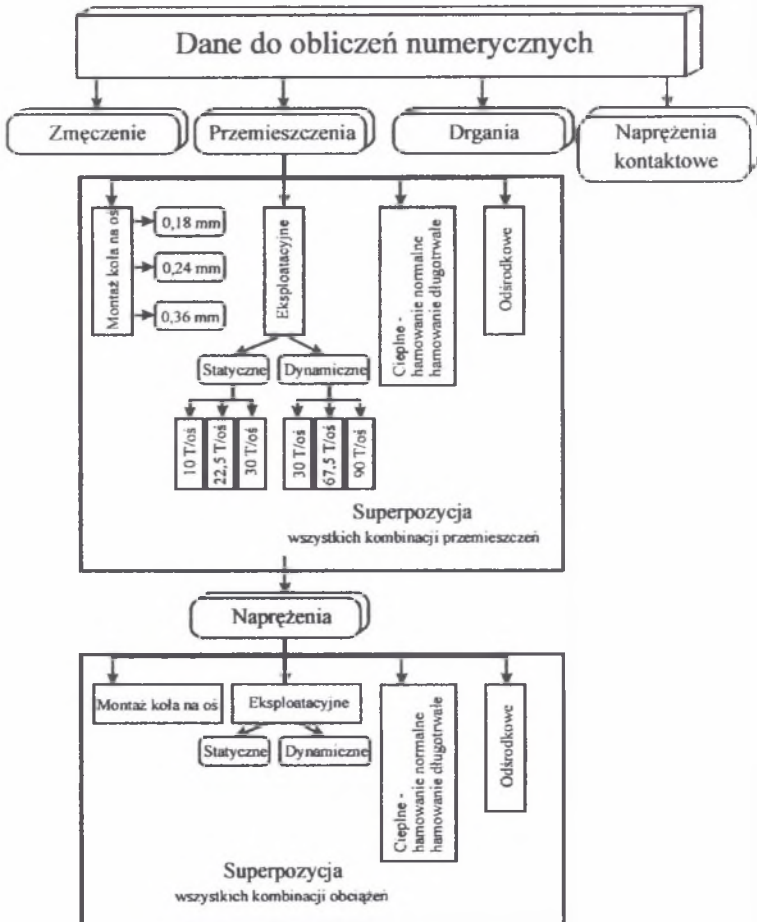 Dane do obliczeń numerycznych
Zmęczenie
Przemieszczenia
Drgania
Naprężenia
kontaktowe
Montaż koła na oś
0,18 mm
0,24 mm
0,36 mm
Eksploatacyjne
Cieplne -
hamowanie normalne
hamowanie długotrwałe
Odśrodkowe
Statyczne
Dynamiczne
10 T/oś
22,5 T/oś
30 T/oś
30 T/oś
67,5 T/oś
90 T/oś
Superpozycja
wszystkich kombinacji przemieszczeń
Naprężenia
Montaż koła na oś
Eksploatacyjne
Statyczne
Dynamiczne
Cieplne -
hamowanie normalne
hamowanie długotrwałe
Odśrodkowe
Superpozycja
wszystkich kombinacji obciążeń